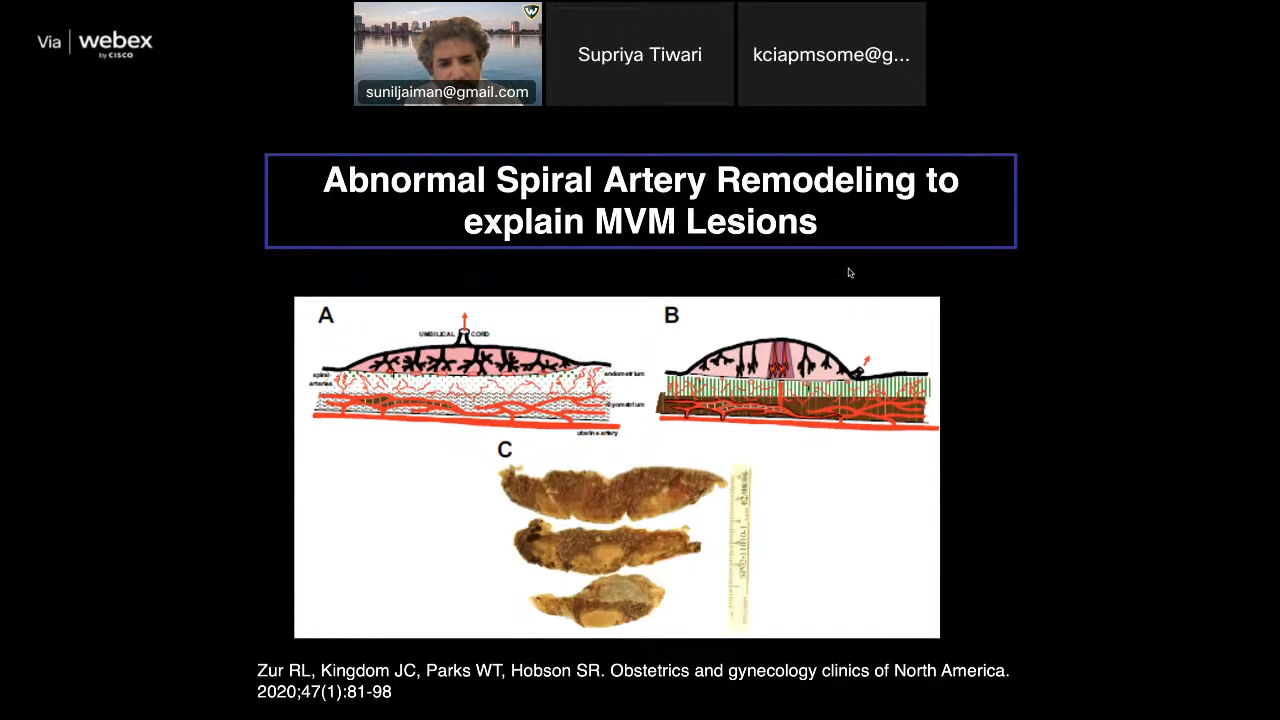 Via | webex
by CISCO
suniljaiman@gmail.com
Supriya Tiwari
kciapmsome@g...
Abnormal Spiral Artery Remodeling to
explain MVM Lesions
A
B
UMBILICAL CORD
spiral
arteries
endometrium
uterine artery
C
Zur RL, Kingdom JC, Parks WT, Hobson SR. Obstetrics and gynecology clinics of North America.
2020;47(1):81-98